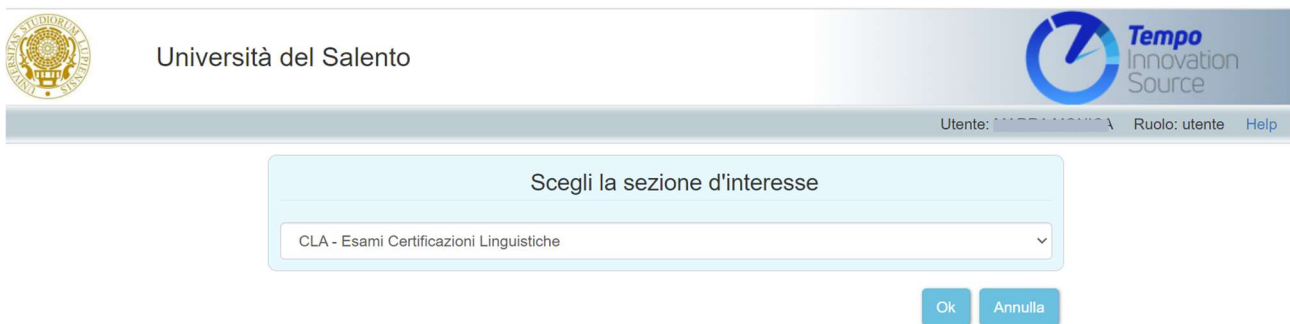 Università del Salento
Tempo
Innovation
Source
Utente: Ruolo: utente Help
Scegli la sezione d'interesse
CLA - Esami Certificazioni Linguistiche
Ok Annulla